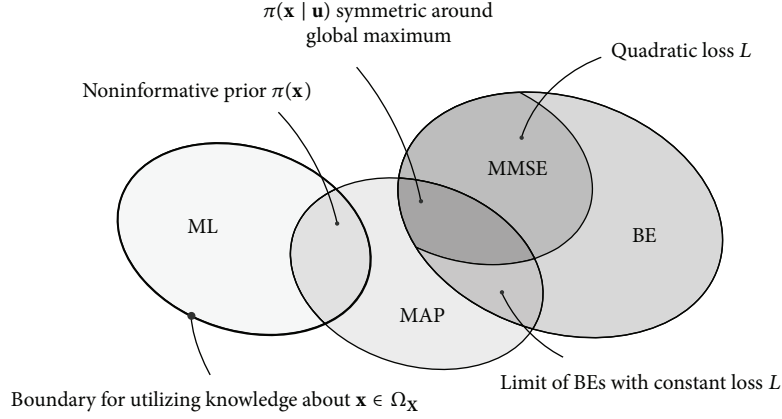 π(x | u) symmetric around
global maximum
Quadratic loss L
Noninformative prior π(x)
MMSE
ML
BE
MAP
Limit of BEs with constant loss L
Boundary for utilizing knowledge about x ∈ Ω_X